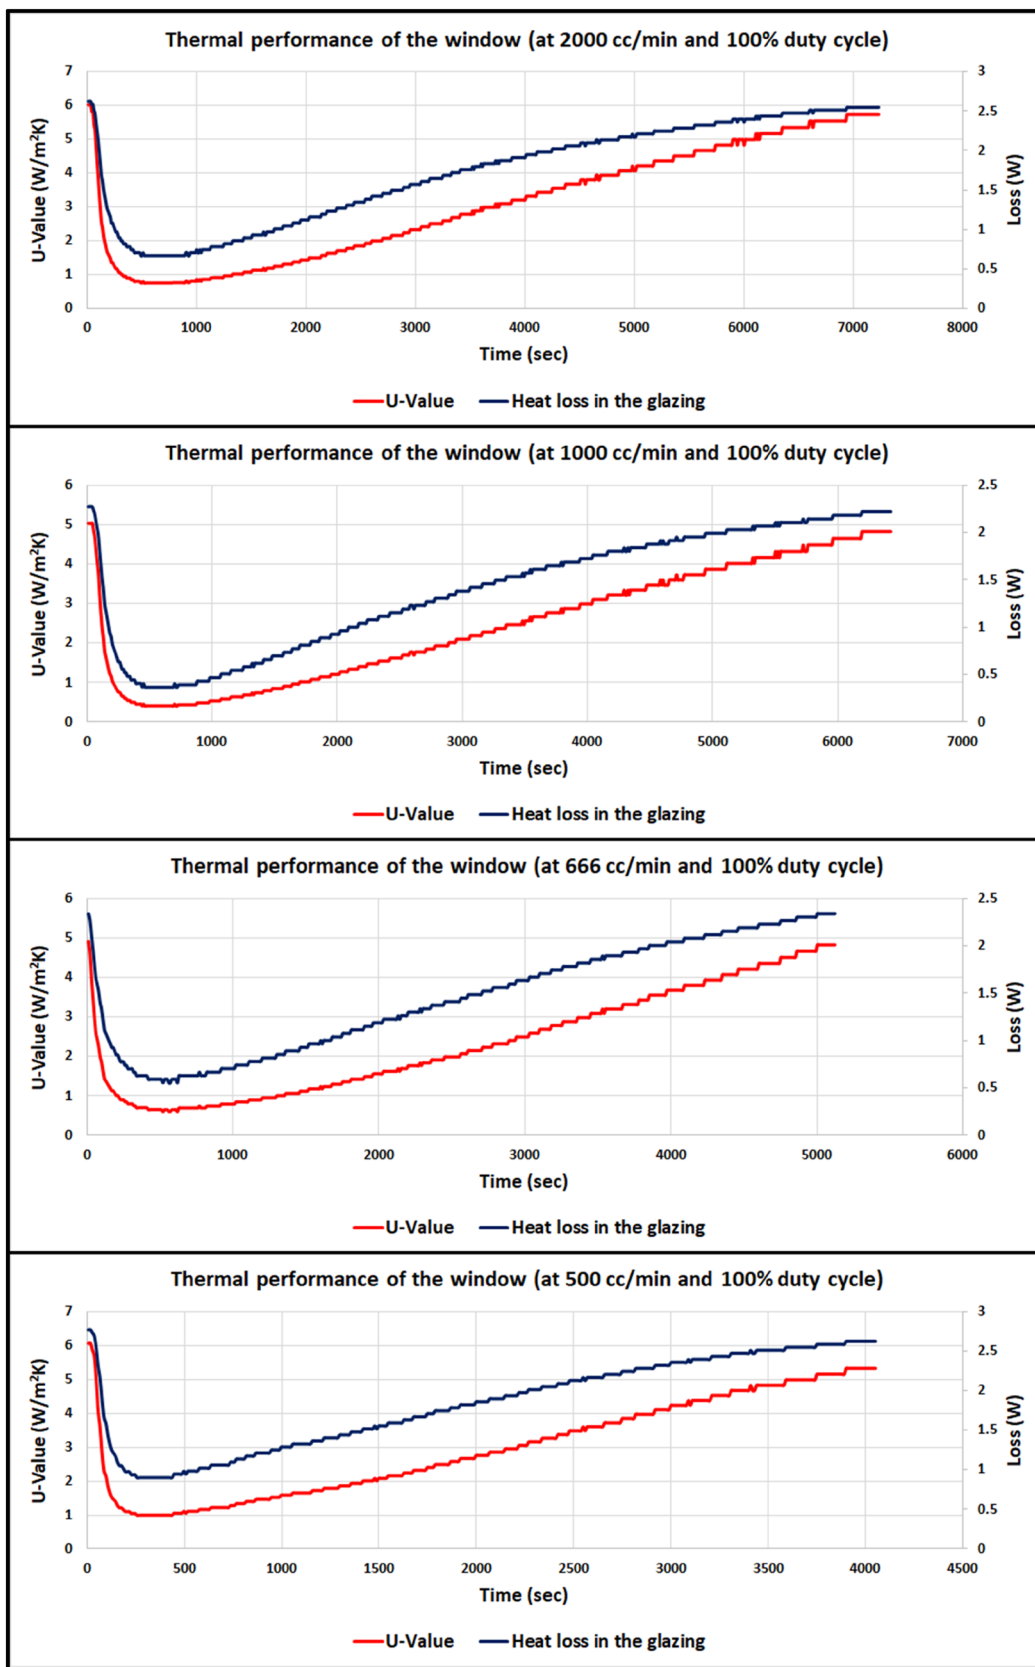 Thermal performance of the window (at 2000 cc/min and 100% duty cycle)
U-Value (W/m²K)
7
6
5
4
3
2
1
0
3
2.5
2
1.5
1
0.5
0
Loss (W)
0 1000 2000 3000 4000 5000 6000 7000 8000
Time (sec)
U-Value Heat loss in the glazing
Thermal performance of the window (at 1000 cc/min and 100% duty cycle)
U-Value (W/m²K)
6
5
4
3
2
1
0
2.5
2
1.5
1
0.5
0
Loss (W)
0 1000 2000 3000 4000 5000 6000 7000
Time (sec)
U-Value Heat loss in the glazing
Thermal performance of the window (at 666 cc/min and 100% duty cycle)
U-Value (W/m²K)
6
5
4
3
2
1
0
2.5
2
1.5
1
0.5
0
Loss (W)
0 1000 2000 3000 4000 5000 6000
Time (sec)
U-Value Heat loss in the glazing
Thermal performance of the window (at 500 cc/min and 100% duty cycle)
U-Value (W/m²K)
7
6
5
4
3
2
1
0
3
2.5
2
1.5
1
0.5
0
Loss (W)
0 500 1000 1500 2000 2500 3000 3500 4000 4500
Time (sec)
U-Value Heat loss in the glazing